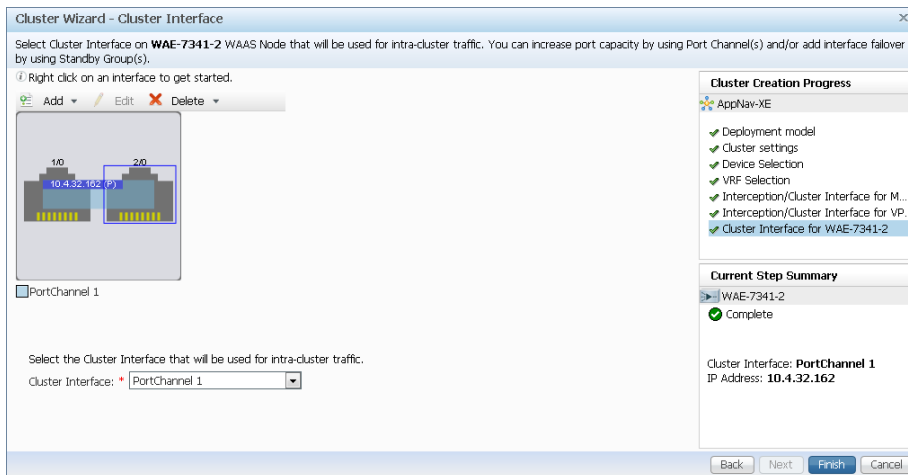 Cluster Wizard - Cluster Interface
Select Cluster Interface on WAE-7341-2 WAAS Node that will be used for intra-cluster traffic. You can increase port capacity by using Port Channel(s) and/or add interface failover
by using Standby Group(s).
Right click on an interface to get started.
Add Edit Delete
1/0 2/0
10.4.32.162 (P)
PortChannel 1
Select the Cluster Interface that will be used for intra-cluster traffic.
Cluster Interface: * PortChannel 1
Cluster Creation Progress
AppNav-XE
Deployment model
Cluster settings
Device Selection
VRF Selection
Interception/Cluster Interface for M...
Interception/Cluster Interface for VP...
Cluster Interface for WAE-7341-2
Current Step Summary
WAE-7341-2
Complete
Cluster Interface: PortChannel 1
IP Address: 10.4.32.162
Back Next Finish Cancel